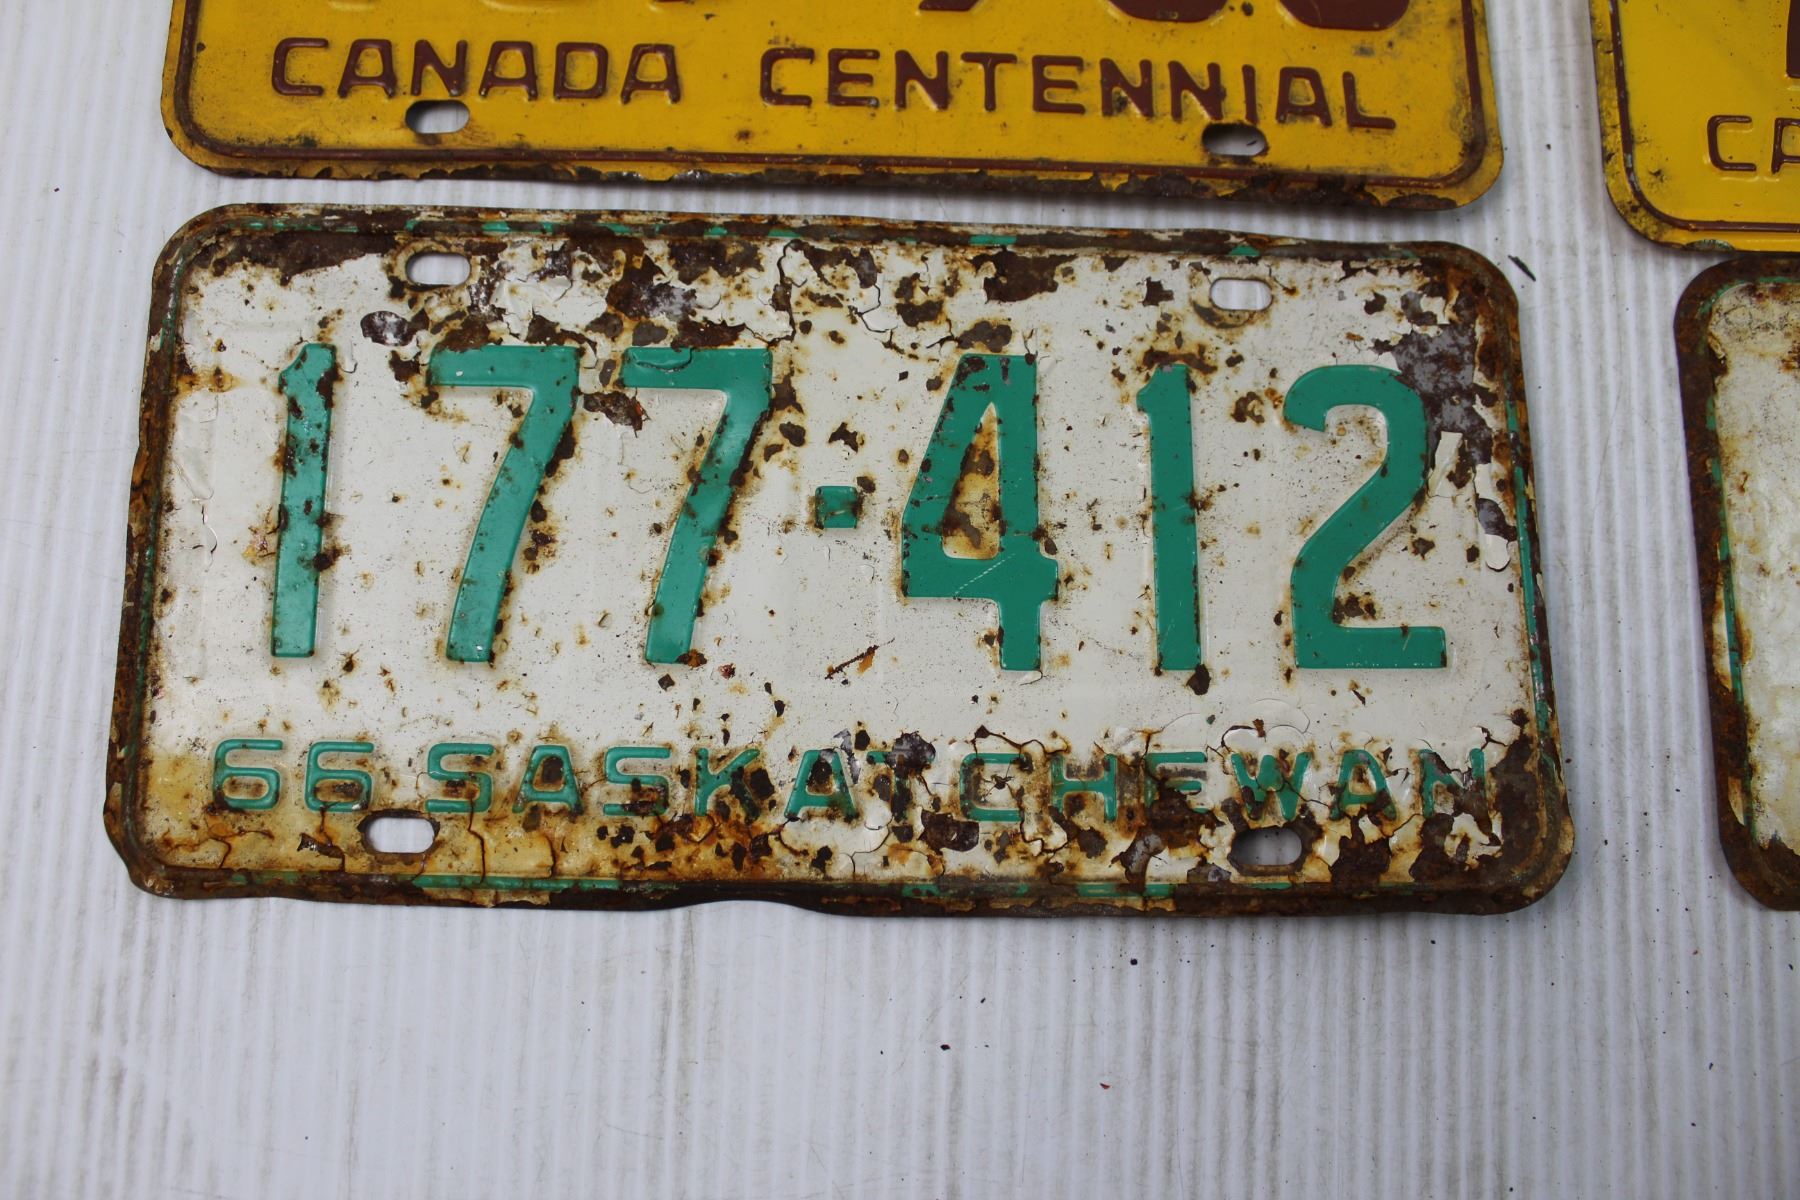 CANADA CENTENNIAL
177-412
66 SASKATCHEWAN